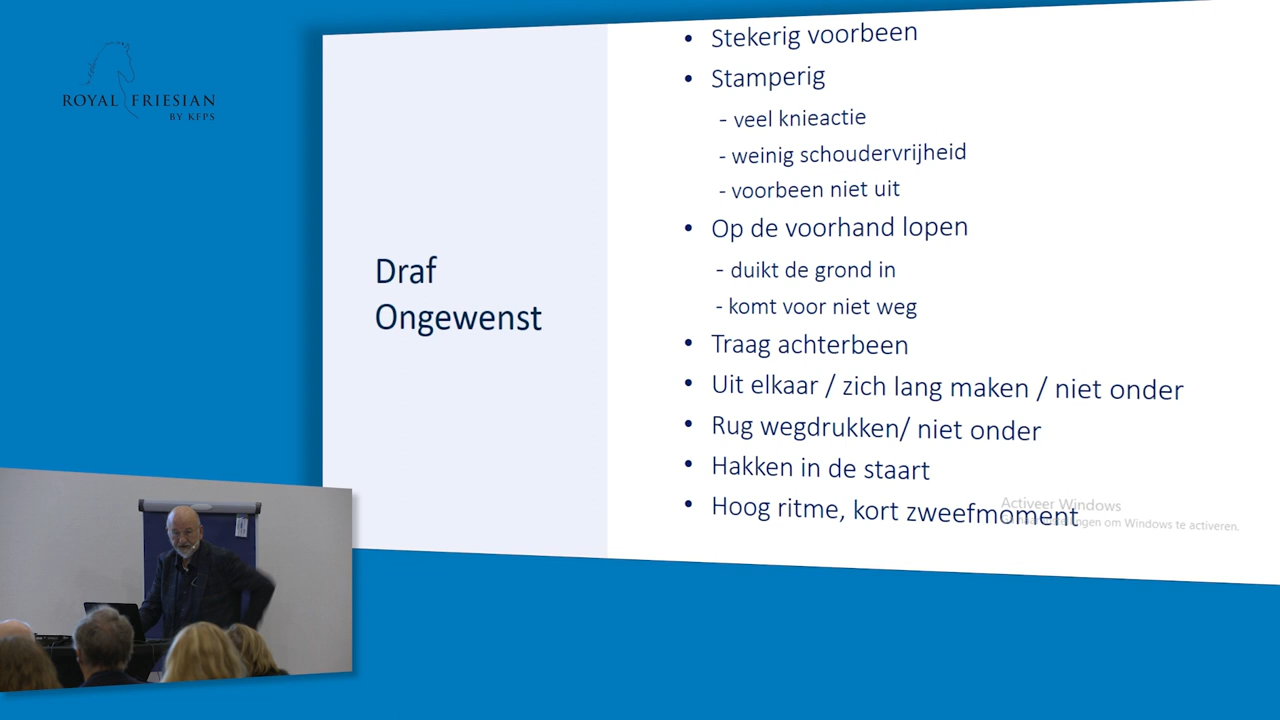 ROYAL FRIESIAN
BY KFPS
Draf
Ongewenst
• Stekerig voorbeen
• Stamperig
- veel knieactie
- weinig schoudervrijheid
- voorbeen niet uit
• Op de voorhand lopen
- duikt de grond in
- komt voor niet weg
• Traag achterbeen
• Uit elkaar / zich lang maken / niet onder
• Rug wegdrukken/ niet onder
• Hakken in de staart
• Hoog ritme, kort zweefmoment
Activeer Windows
om Windows te activeren.